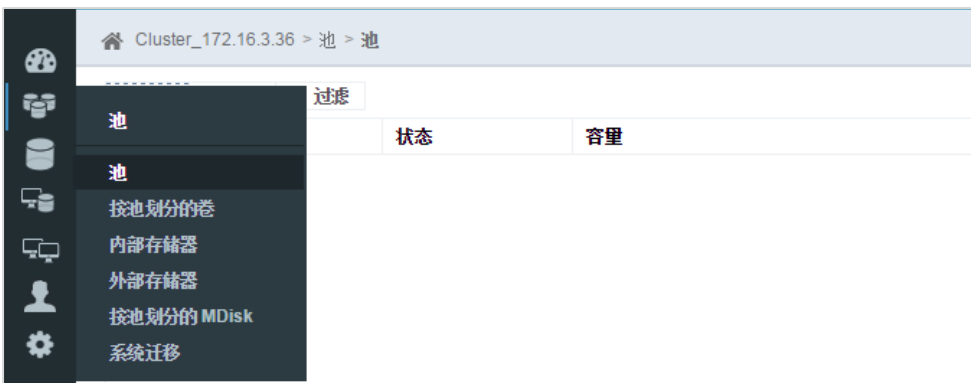 Cluster_172.16.3.36 > 池 > 池
过滤
池
状态
容量
池
按池划分的卷
内部存储器
外部存储器
按池划分的 MDisk
系统迁移